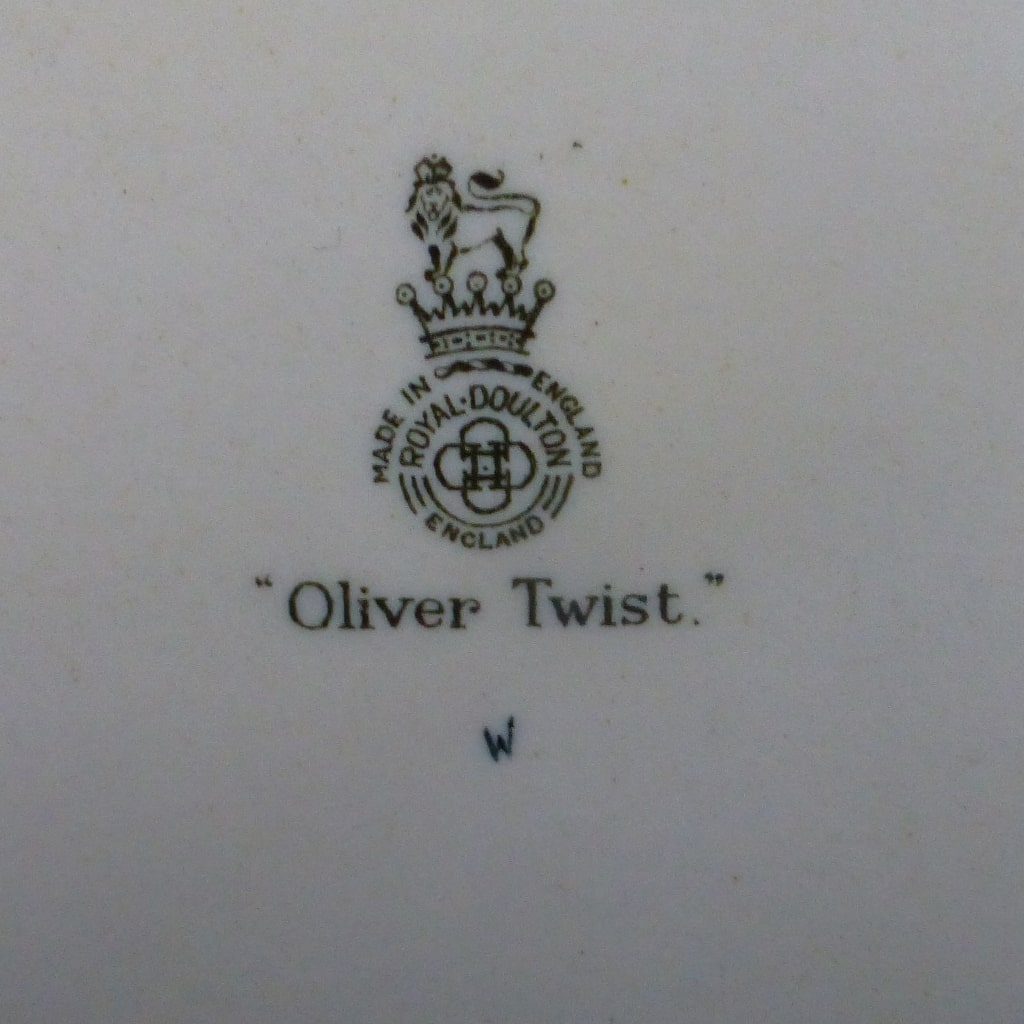 MADE IN ENGLAND
ROYAL·DOULTON
ENGLAND
“Oliver Twist.”
W